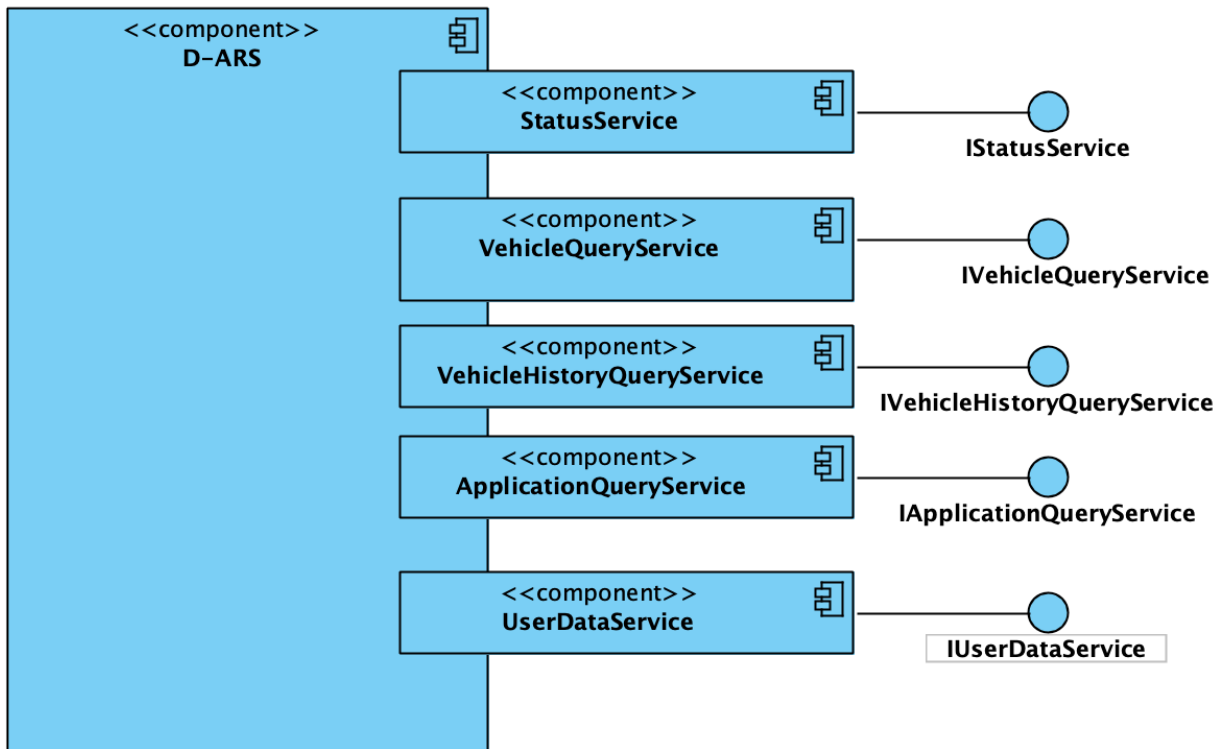 <<component>>
D-ARS
<<component>>
StatusService
IStatusService
<<component>>
VehicleQueryService
IVehicleQueryService
<<component>>
VehicleHistoryQueryService
IVehicleHistoryQueryService
<<component>>
ApplicationQueryService
IApplicationQueryService
<<component>>
UserDataService
IUserDataService